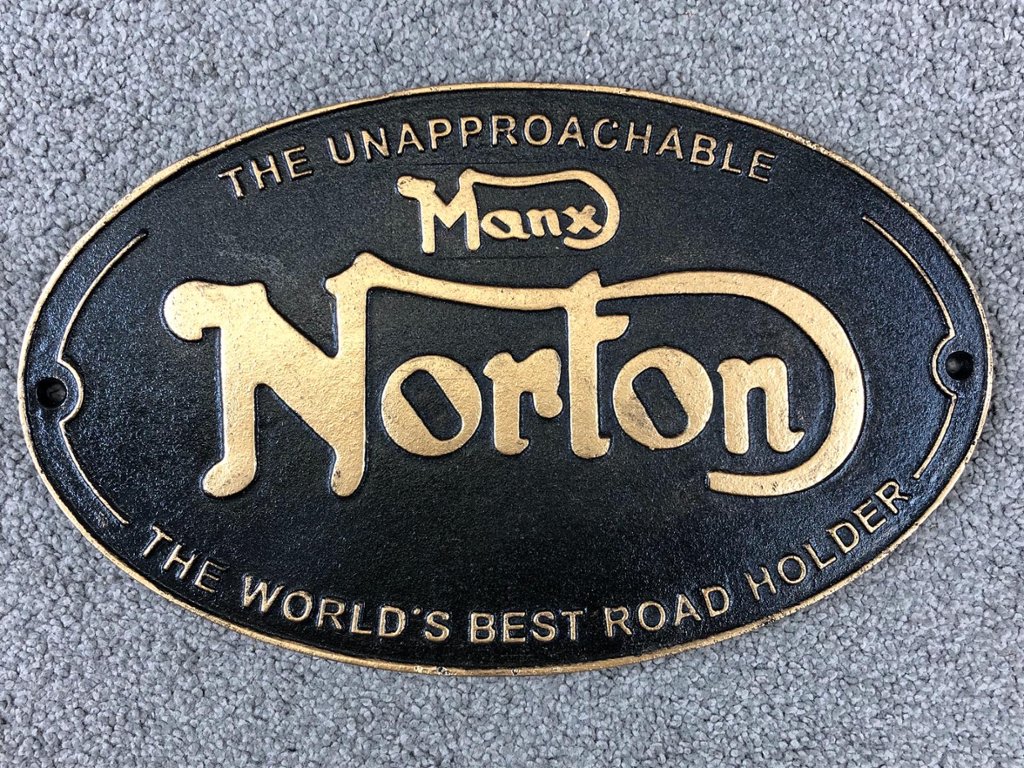 THE UNAPPROACHABLE
Manx
Norton
THE WORLD'S BEST ROAD HOLDER